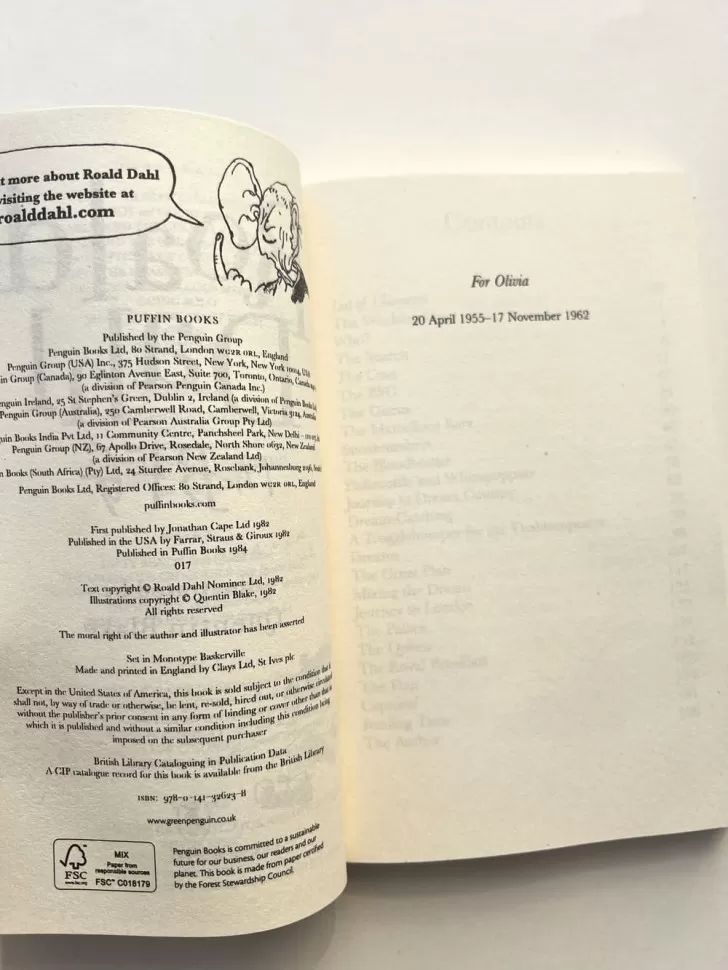 t more about Roald Dahl
visiting the website at
roalddahl.com
PUFFIN BOOKS
Published by the Penguin Group
Penguin Books Ltd, 80 Strand, London WC2R 0RL, England
Penguin Group (USA) Inc., 375 Hudson Street, New York, New York 10014, USA
in Group (Canada), 90 Eglinton Avenue East, Suite 700, Toronto, Ontario,
(a division of Pearson Penguin Canada Inc.)
nguin Ireland, 25 St Stephen's Green, Dublin 2, Ireland (a division of Penguin Books
Penguin Group (Australia), 250 Camberwell Road, Camberwell, Victoria 3124,
(a division of Pearson Australia Group Pty Ltd)
uin Books India Pvt Ltd, 11 Community Centre, Panchsheel Park, New Delhi –
Penguin Group (NZ), 67 Apollo Drive, Rosedale, North Shore 0632, New Zealand
(a division of Pearson New Zealand Ltd)
n Books (South Africa) (Pty) Ltd, 24 Sturdee Avenue, Rosebank, Johannesburg 2196,
Penguin Books Ltd, Registered Offices: 80 Strand, London WC2R 0RL, England
puffinbooks.com
First published by Jonathan Cape Ltd 1982
Published in the USA by Farrar, Straus & Giroux 1982
Published in Puffin Books 1984
017
Text copyright © Roald Dahl Nominee Ltd, 1982
Illustrations copyright © Quentin Blake, 1982
All rights reserved
The moral right of the author and illustrator has been asserted
Set in Monotype Baskerville
Made and printed in England by Clays Ltd, St Ives plc
Except in the United States of America, this book is sold subject to the condition that it
shall not, by way of trade or otherwise, be lent, re-sold, hired out, or otherwise circulated
without the publisher's prior consent in any form of binding or cover other than that in
which it is published and without a similar condition including this condition being
imposed on the subsequent purchaser
British Library Cataloguing in Publication Data
A CIP catalogue record for this book is available from the British Library
ISBN: 978-0-141-32623-8
www.greenpenguin.co.uk
FSC
www.fsc.org
MIX
Paper from
responsible sources
FSC™ C018179
Penguin Books is committed to a sustainable
future for our business, our readers and our
planet. This book is made from paper certified
by the Forest Stewardship Council.
For Olivia
20 April 1955–17 November 1962